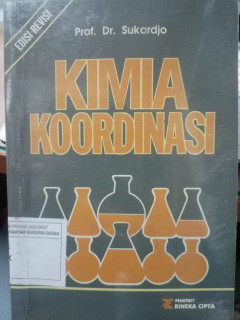 EDISI REVISI
Prof. Dr. Sukardjo
KIMIA
KOORDINASI
PENERBIT
RINEKA CIPTA